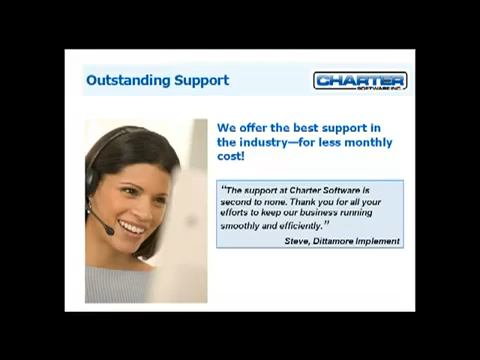 Outstanding Support
CHARTER
SOFTWARE INC.
We offer the best support in
the industry—for less monthly
cost!
“The support at Charter Software is
second to none. Thank you for all your
efforts to keep our business running
smoothly and efficiently.”
Steve, Dittamore Implement